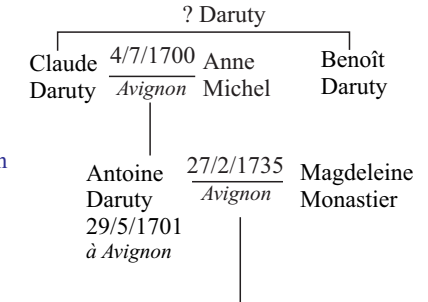 ? Daruty
Claude 4/7/1700 Anne Benoît
Daruty Avignon Michel Daruty
n
Antoine 27/2/1735 Magdeleine
Daruty Avignon Monastier
29/5/1701
à Avignon